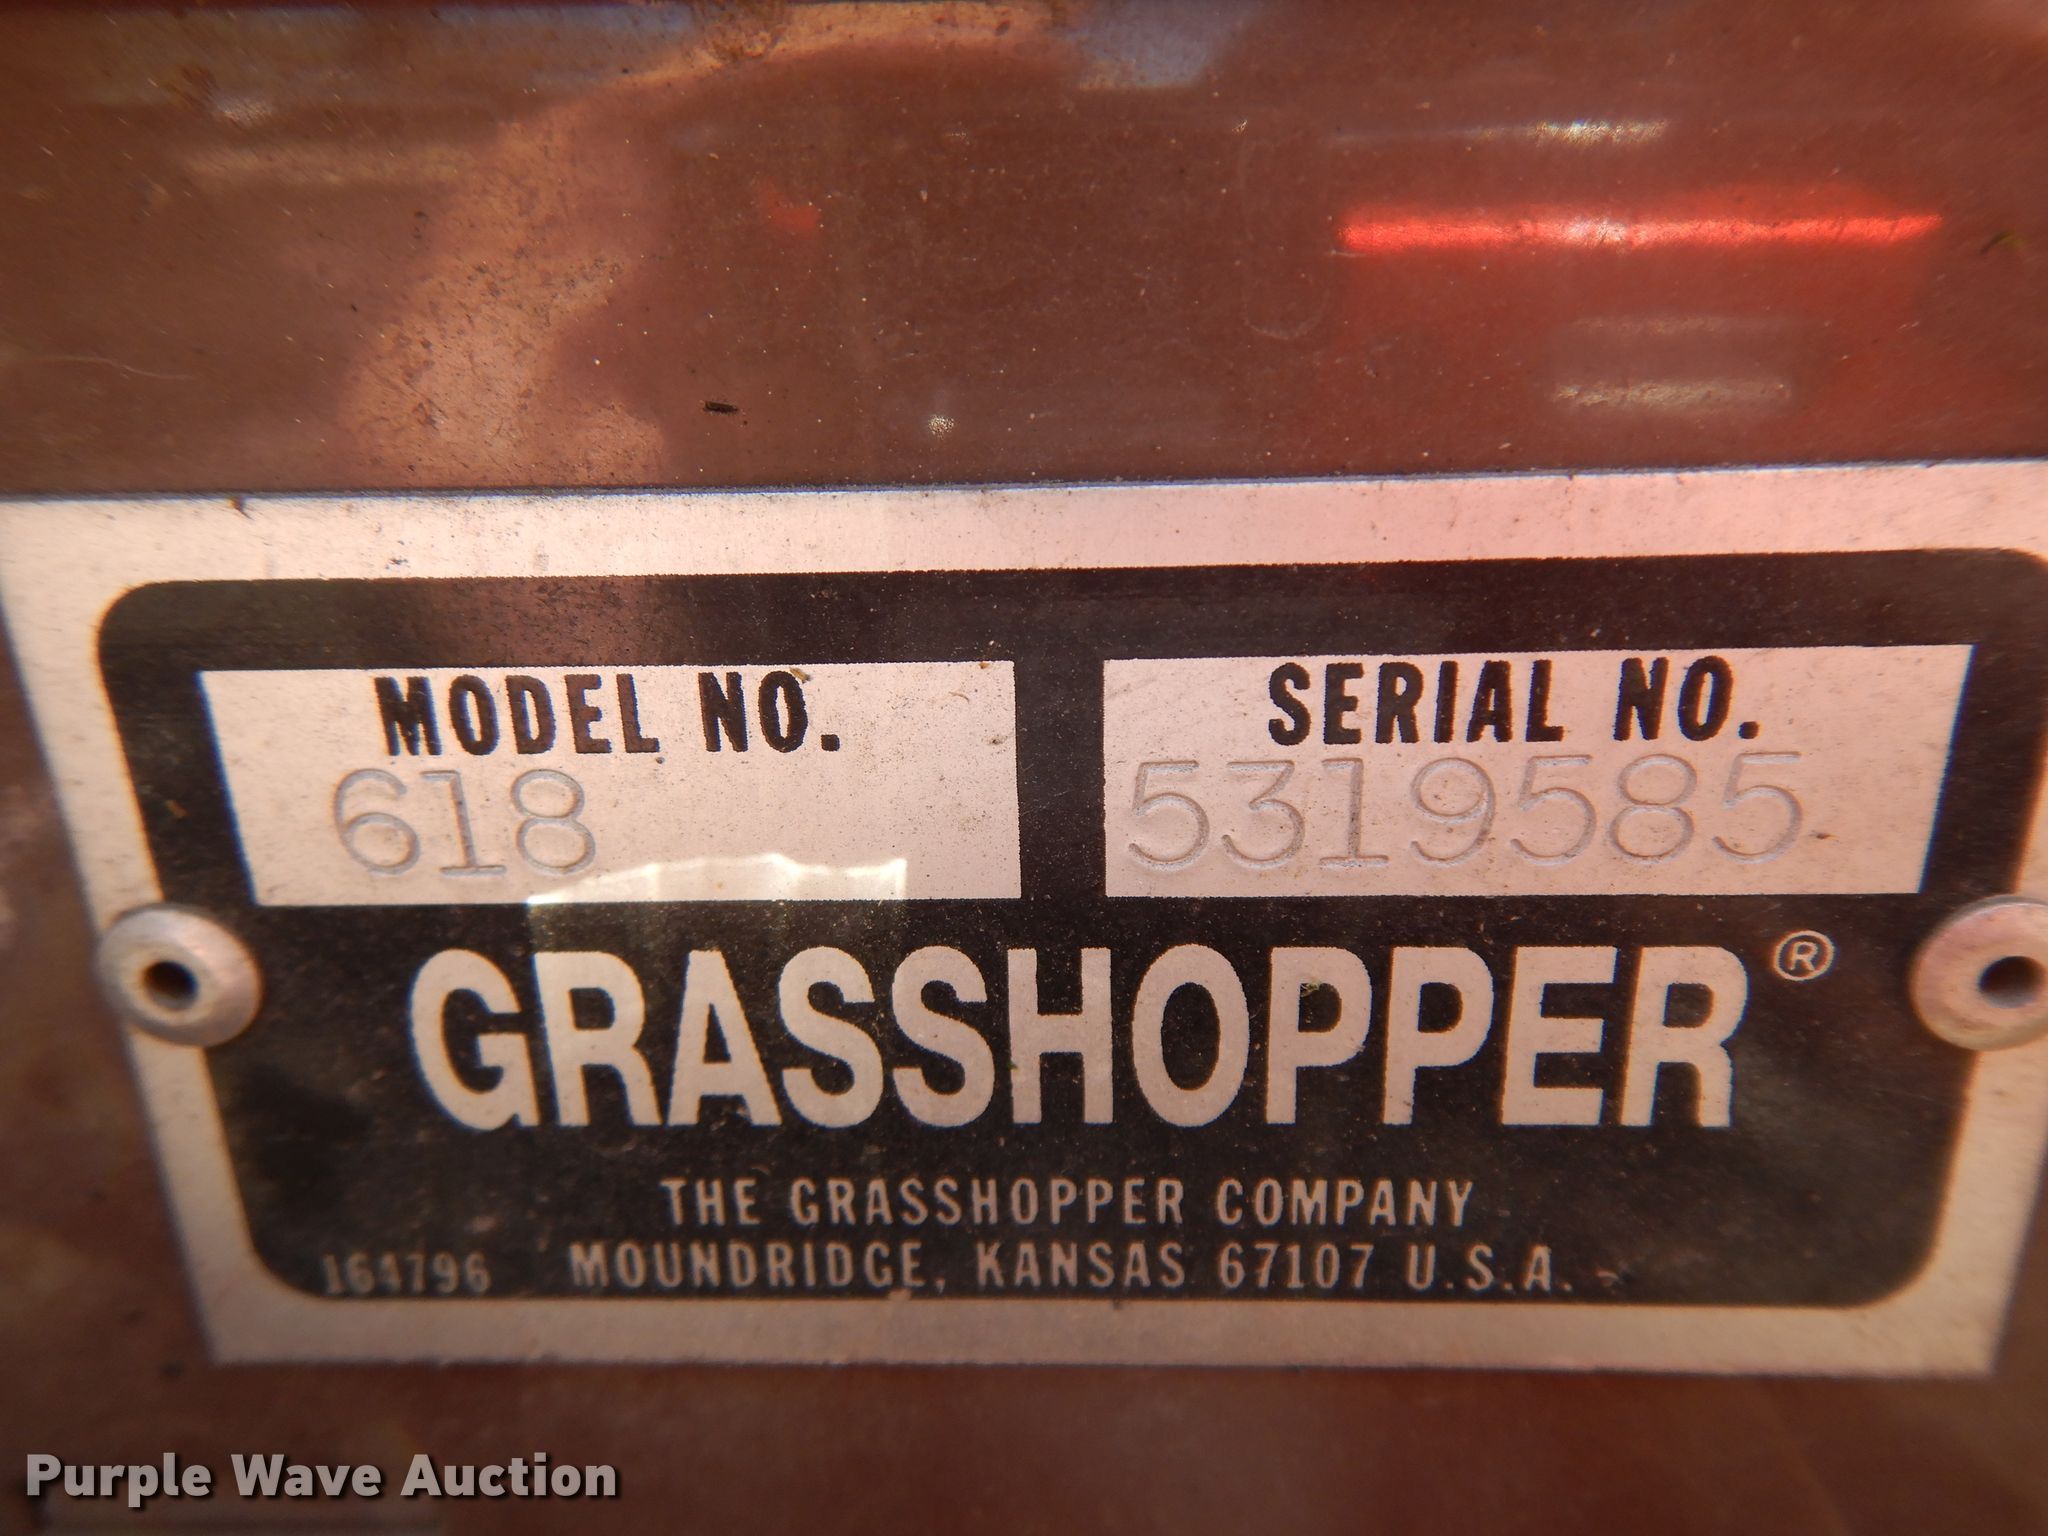 MODEL NO.
618
SERIAL NO.
5319585
GRASSHOPPER®
THE GRASSHOPPER COMPANY
164796 MOUNDRIDGE, KANSAS 67107 U.S.A.
Purple Wave Auction